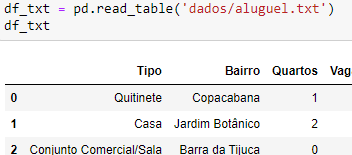 df_txt = pd.read_table('dados/aluguel.txt')
df_txt
Tipo Bairro Quartos Vag
0 Quitinete Copacabana 1
1 Casa Jardim Botânico 2
2 Conjunto Comercial/Sala Barra da Tijuca 0